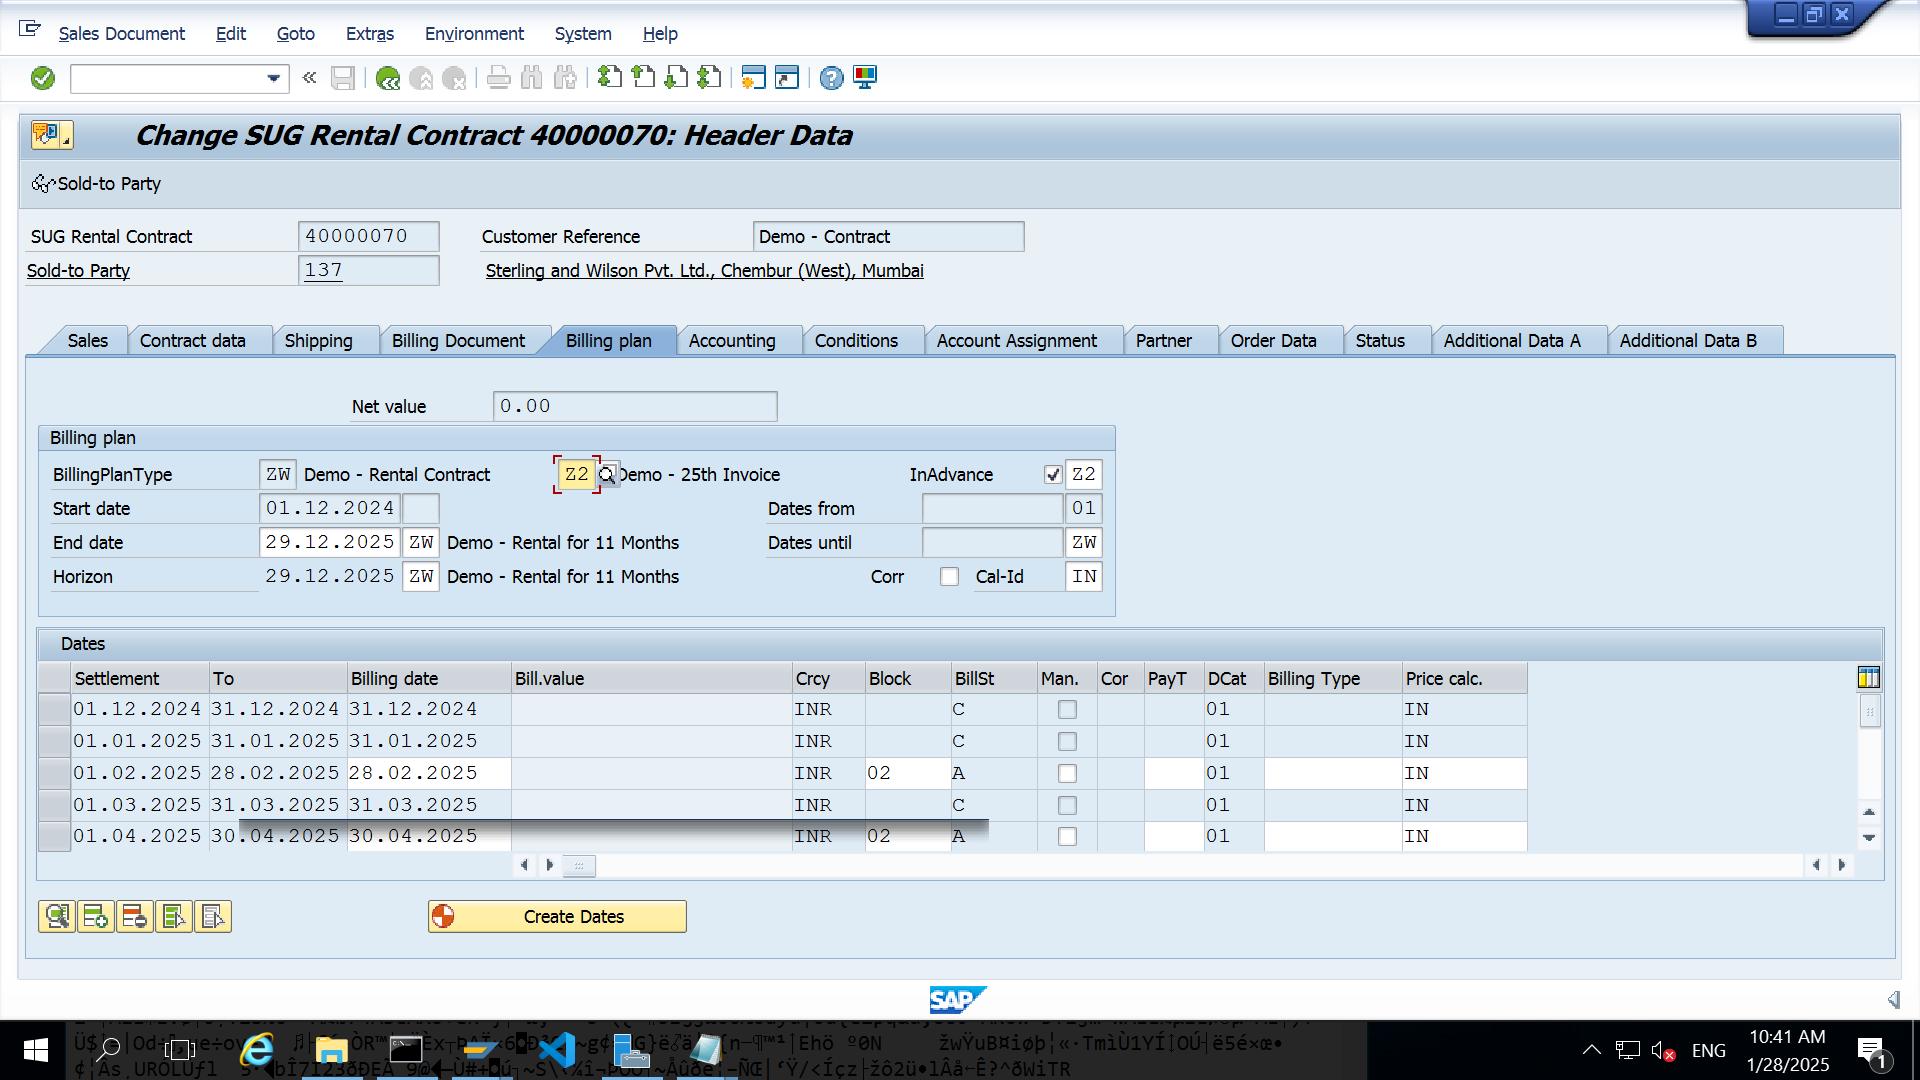 Sales Document Edit Goto Extras Environment System Help
Change SUG Rental Contract 40000070: Header Data
Sold-to Party
SUG Rental Contract 40000070 Customer Reference Demo - Contract
Sold-to Party 137 Sterling and Wilson Pvt. Ltd., Chembur (West), Mumbai
Sales Contract data Shipping Billing Document Billing plan Accounting Conditions Account Assignment Partner Order Data Status Additional Data A Additional Data B
Net value 0.00
Billing plan
BillingPlanType ZW Demo - Rental Contract Z2 Demo - 25th Invoice InAdvance Z2
Start date 01.12.2024 Dates from 01
End date 29.12.2025 ZW Demo - Rental for 11 Months Dates until ZW
Horizon 29.12.2025 ZW Demo - Rental for 11 Months Corr Cal-Id IN
Dates
Settlement To Billing date Bill.value Crcy Block BillSt Man. Cor PayT DCat Billing Type Price calc.
01.12.2024 31.12.2024 31.12.2024 INR C 01 IN
01.01.2025 31.01.2025 31.01.2025 INR C 01 IN
01.02.2025 28.02.2025 28.02.2025 INR 02 A 01 IN
01.03.2025 31.03.2025 31.03.2025 INR C 01 IN
01.04.2025 30.04.2025 30.04.2025 INR 02 A 01 IN
Create Dates
SAP
ENG
10:41 AM
1/28/2025
1